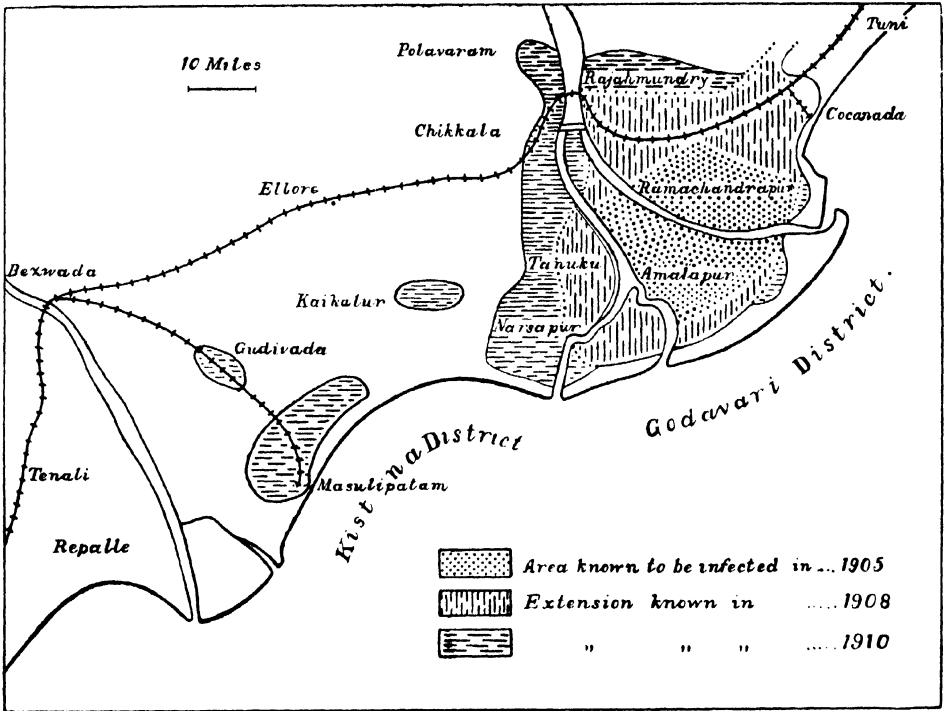 Tuni
Polavaram
10 Miles
Rajahmundry
Cocanada
Chikkala
Ellore
Ramachandrapur
Bexwada
Tanuku
Amalapur
Kaikalur
Narsapur
Gudivada
Godavari District.
Kistna District
Tenali
Masulipatam
Repalle
Area known to be infected in ... 1905
Extension known in ..... 1908
" " " ..... 1910